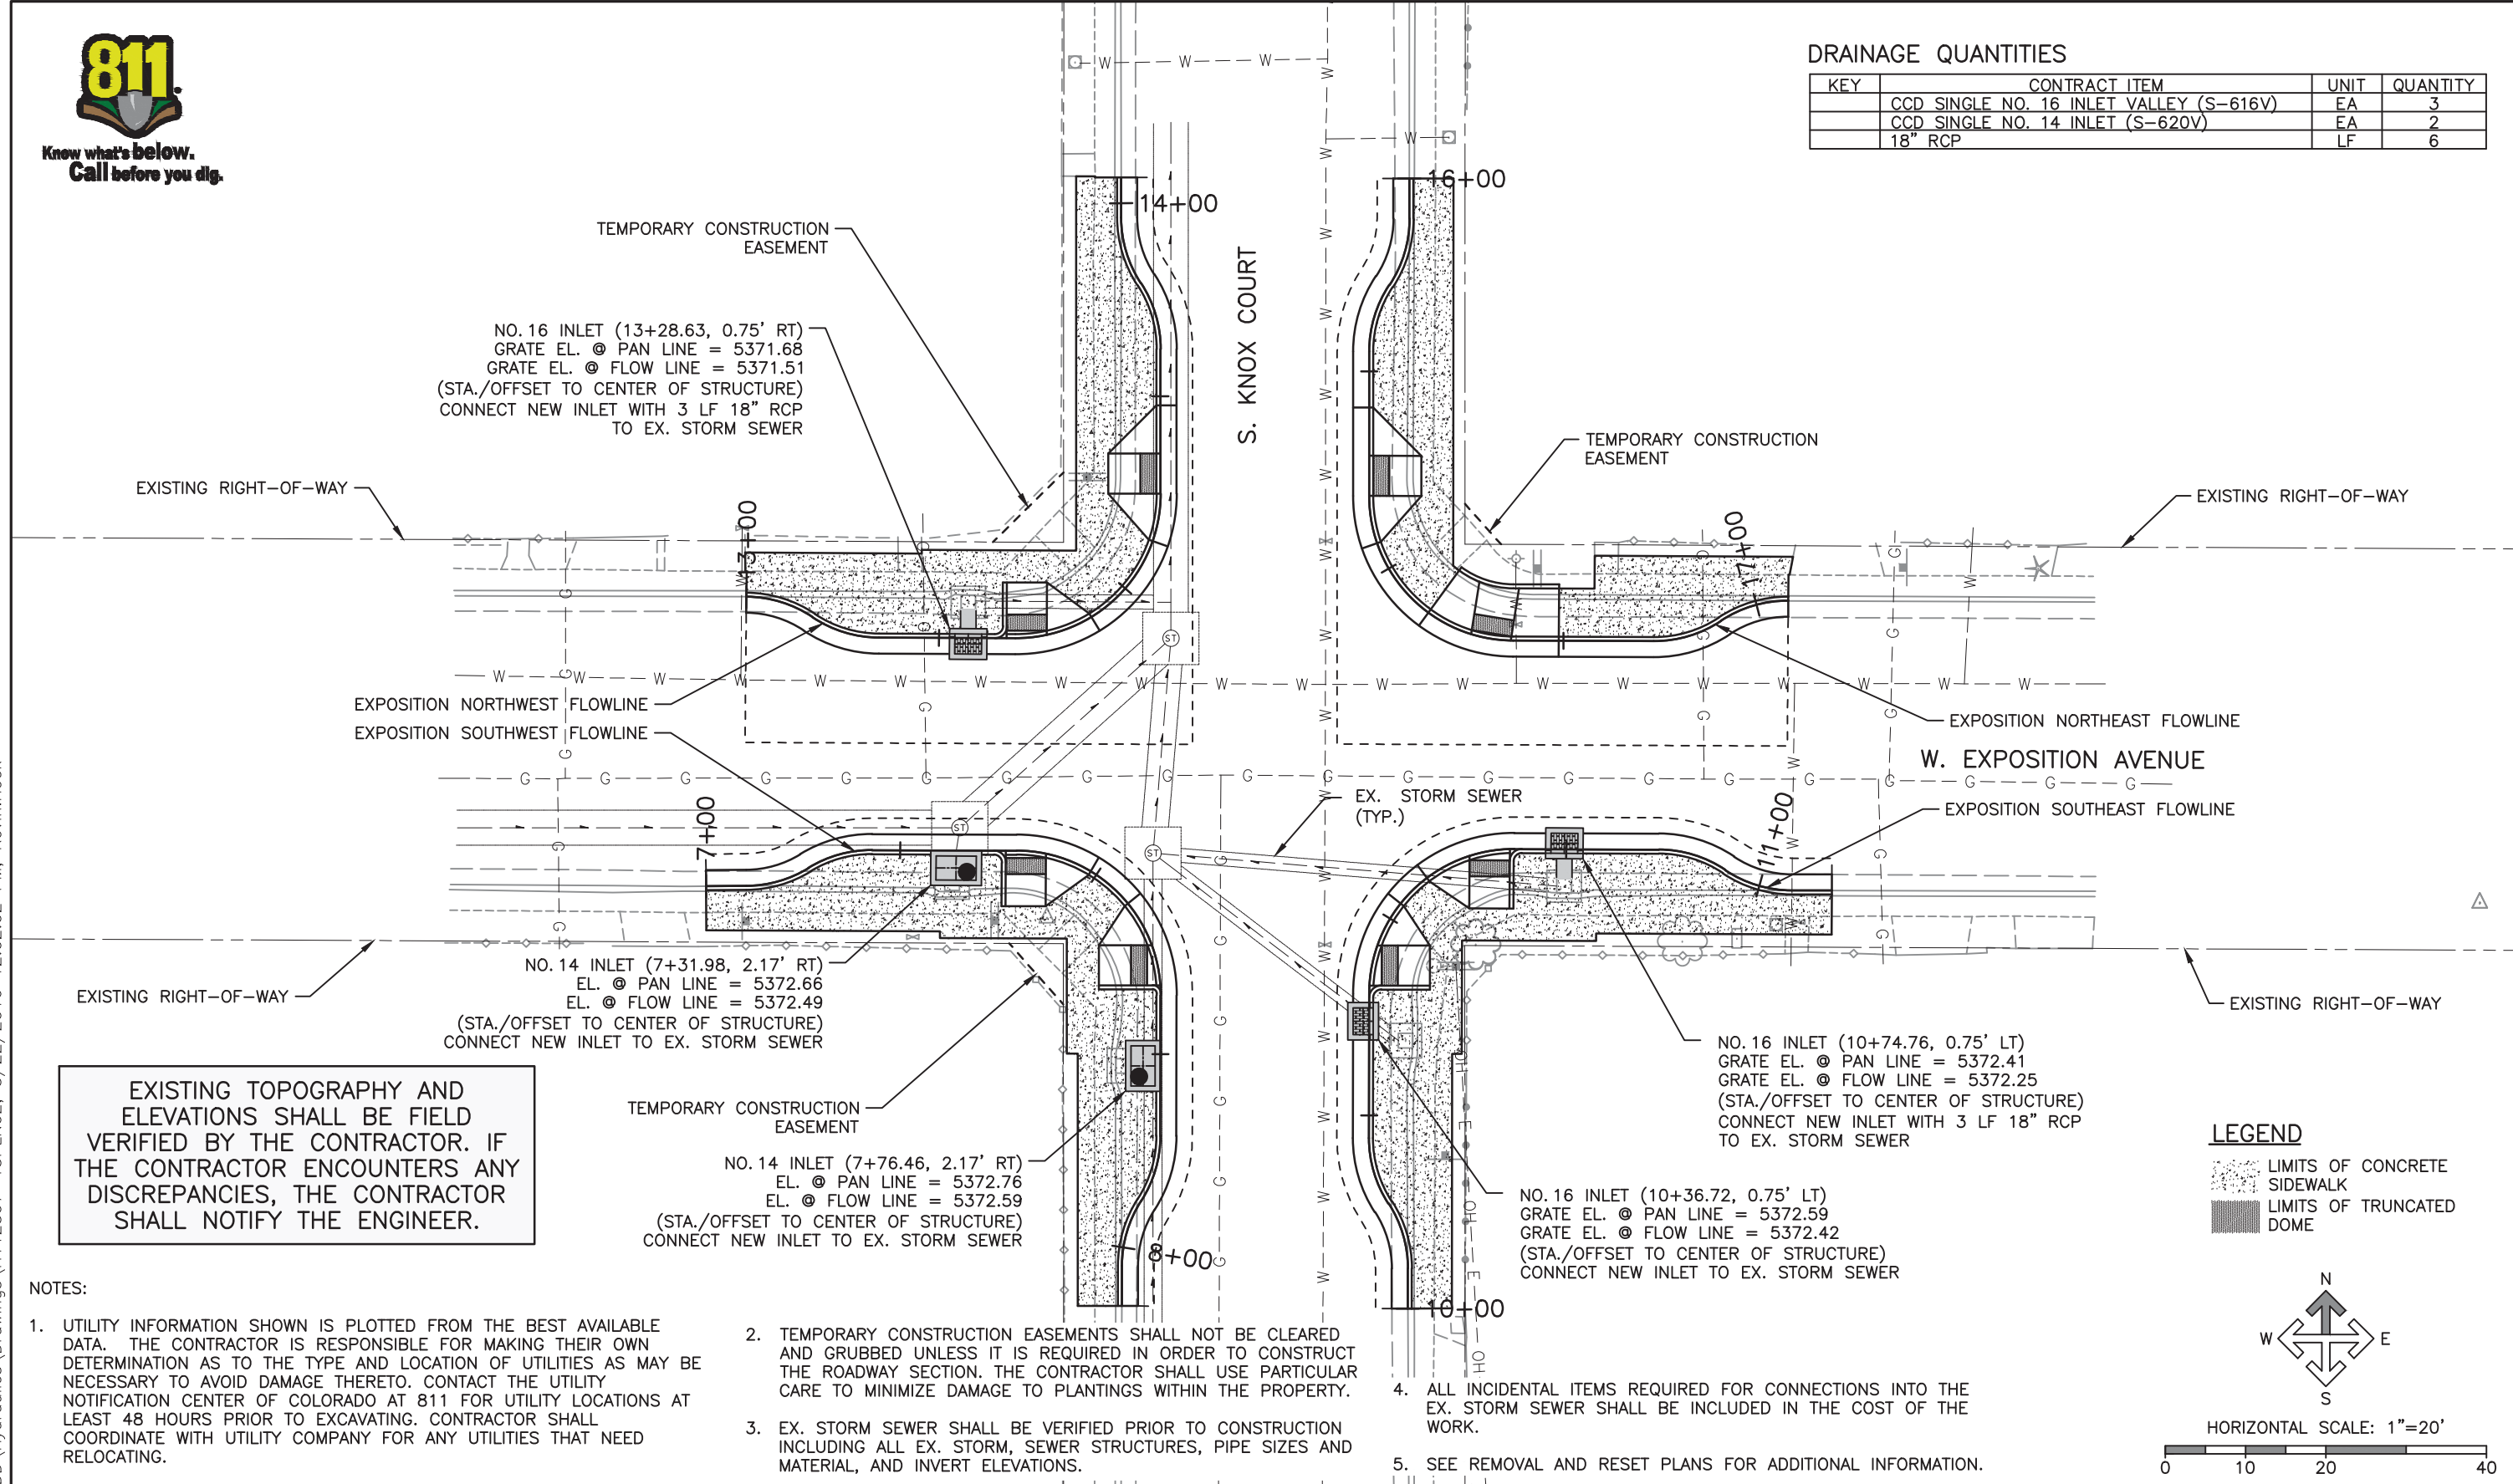 811.
Know what's below.
Call before you dig.
DRAINAGE QUANTITIES
KEY CONTRACT ITEM UNIT QUANTITY
CCD SINGLE NO. 16 INLET VALLEY (S-616V) EA 3
CCD SINGLE NO. 14 INLET (S-620V) EA 2
18" RCP LF 6
16+00
14+00
TEMPORARY CONSTRUCTION
EASEMENT
S. KNOX COURT
NO. 16 INLET (13+28.63, 0.75' RT)
GRATE EL. @ PAN LINE = 5371.68
GRATE EL. @ FLOW LINE = 5371.51
(STA./OFFSET TO CENTER OF STRUCTURE)
CONNECT NEW INLET WITH 3 LF 18" RCP
TO EX. STORM SEWER
TEMPORARY CONSTRUCTION
EASEMENT
EXISTING RIGHT-OF-WAY
EXISTING RIGHT-OF-WAY
13+00
17+00
ST
EXPOSITION NORTHWEST FLOWLINE
EXPOSITION SOUTHWEST FLOWLINE
EXPOSITION NORTHEAST FLOWLINE
W. EXPOSITION AVENUE
EX. STORM SEWER
(TYP.)
EXPOSITION SOUTHEAST FLOWLINE
7+00
11+00
ST
ST
NO. 14 INLET (7+31.98, 2.17' RT)
EL. @ PAN LINE = 5372.66
EL. @ FLOW LINE = 5372.49
(STA./OFFSET TO CENTER OF STRUCTURE)
CONNECT NEW INLET TO EX. STORM SEWER
EXISTING RIGHT-OF-WAY
EXISTING RIGHT-OF-WAY
NO. 16 INLET (10+74.76, 0.75' LT)
GRATE EL. @ PAN LINE = 5372.41
GRATE EL. @ FLOW LINE = 5372.25
(STA./OFFSET TO CENTER OF STRUCTURE)
CONNECT NEW INLET WITH 3 LF 18" RCP
TO EX. STORM SEWER
EXISTING TOPOGRAPHY AND
ELEVATIONS SHALL BE FIELD
VERIFIED BY THE CONTRACTOR. IF
THE CONTRACTOR ENCOUNTERS ANY
DISCREPANCIES, THE CONTRACTOR
SHALL NOTIFY THE ENGINEER.
TEMPORARY CONSTRUCTION
EASEMENT
NO. 14 INLET (7+76.46, 2.17' RT)
EL. @ PAN LINE = 5372.76
EL. @ FLOW LINE = 5372.59
(STA./OFFSET TO CENTER OF STRUCTURE)
CONNECT NEW INLET TO EX. STORM SEWER
NO. 16 INLET (10+36.72, 0.75' LT)
GRATE EL. @ PAN LINE = 5372.59
GRATE EL. @ FLOW LINE = 5372.42
(STA./OFFSET TO CENTER OF STRUCTURE)
CONNECT NEW INLET TO EX. STORM SEWER
8+00
10+00
LEGEND
LIMITS OF CONCRETE
SIDEWALK
LIMITS OF TRUNCATED
DOME
NOTES:
1. UTILITY INFORMATION SHOWN IS PLOTTED FROM THE BEST AVAILABLE
DATA. THE CONTRACTOR IS RESPONSIBLE FOR MAKING THEIR OWN
DETERMINATION AS TO THE TYPE AND LOCATION OF UTILITIES AS MAY BE
NECESSARY TO AVOID DAMAGE THERETO. CONTACT THE UTILITY
NOTIFICATION CENTER OF COLORADO AT 811 FOR UTILITY LOCATIONS AT
LEAST 48 HOURS PRIOR TO EXCAVATING. CONTRACTOR SHALL
COORDINATE WITH UTILITY COMPANY FOR ANY UTILITIES THAT NEED
RELOCATING.
2. TEMPORARY CONSTRUCTION EASEMENTS SHALL NOT BE CLEARED
AND GRUBBED UNLESS IT IS REQUIRED IN ORDER TO CONSTRUCT
THE ROADWAY SECTION. THE CONTRACTOR SHALL USE PARTICULAR
CARE TO MINIMIZE DAMAGE TO PLANTINGS WITHIN THE PROPERTY.
3. EX. STORM SEWER SHALL BE VERIFIED PRIOR TO CONSTRUCTION
INCLUDING ALL EX. STORM, SEWER STRUCTURES, PIPE SIZES AND
MATERIAL, AND INVERT ELEVATIONS.
4. ALL INCIDENTAL ITEMS REQUIRED FOR CONNECTIONS INTO THE
EX. STORM SEWER SHALL BE INCLUDED IN THE COST OF THE
WORK.
5. SEE REMOVAL AND RESET PLANS FOR ADDITIONAL INFORMATION.
N
W E
S
HORIZONTAL SCALE: 1"=20'
0 10 20 40